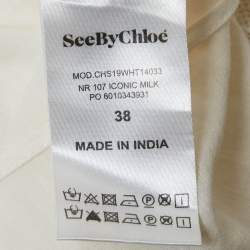 SeeByChloé
MOD.CHS19WHT14033
NR 107 ICONIC MILK
PO 6010343931
38
MADE IN INDIA